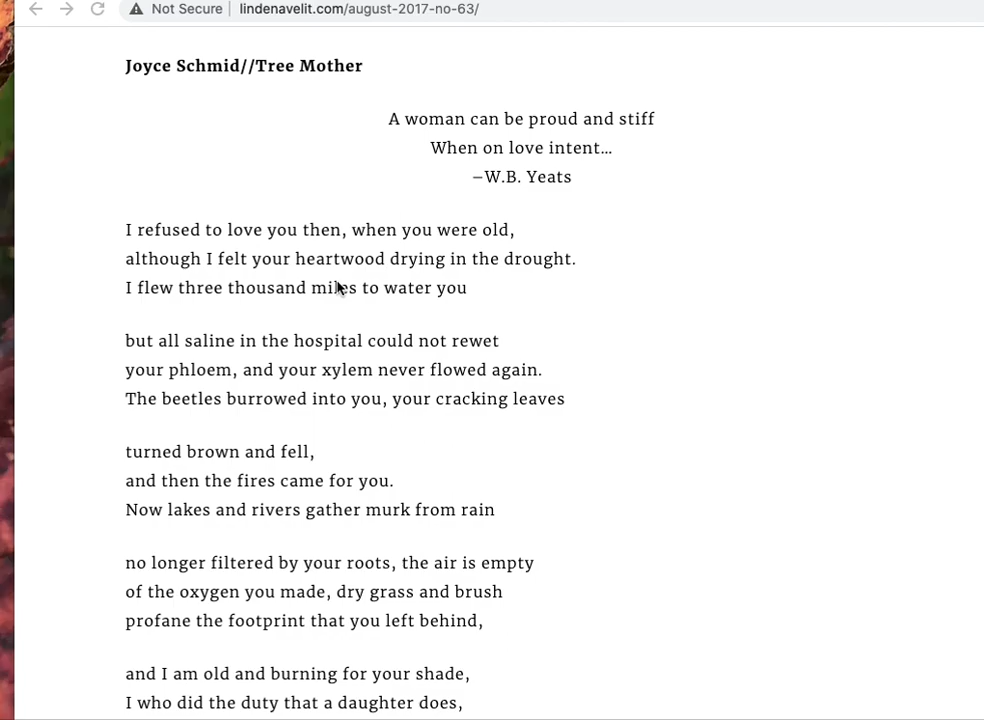 Not Secure lindenavelit.com/august-2017-no-63/
Joyce Schmid//Tree Mother
A woman can be proud and stiff
When on love intent…
–W.B. Yeats
I refused to love you then, when you were old,
although I felt your heartwood drying in the drought.
I flew three thousand miles to water you
but all saline in the hospital could not rewet
your phloem, and your xylem never flowed again.
The beetles burrowed into you, your cracking leaves
turned brown and fell,
and then the fires came for you.
Now lakes and rivers gather murk from rain
no longer filtered by your roots, the air is empty
of the oxygen you made, dry grass and brush
profane the footprint that you left behind,
and I am old and burning for your shade,
I who did the duty that a daughter does,